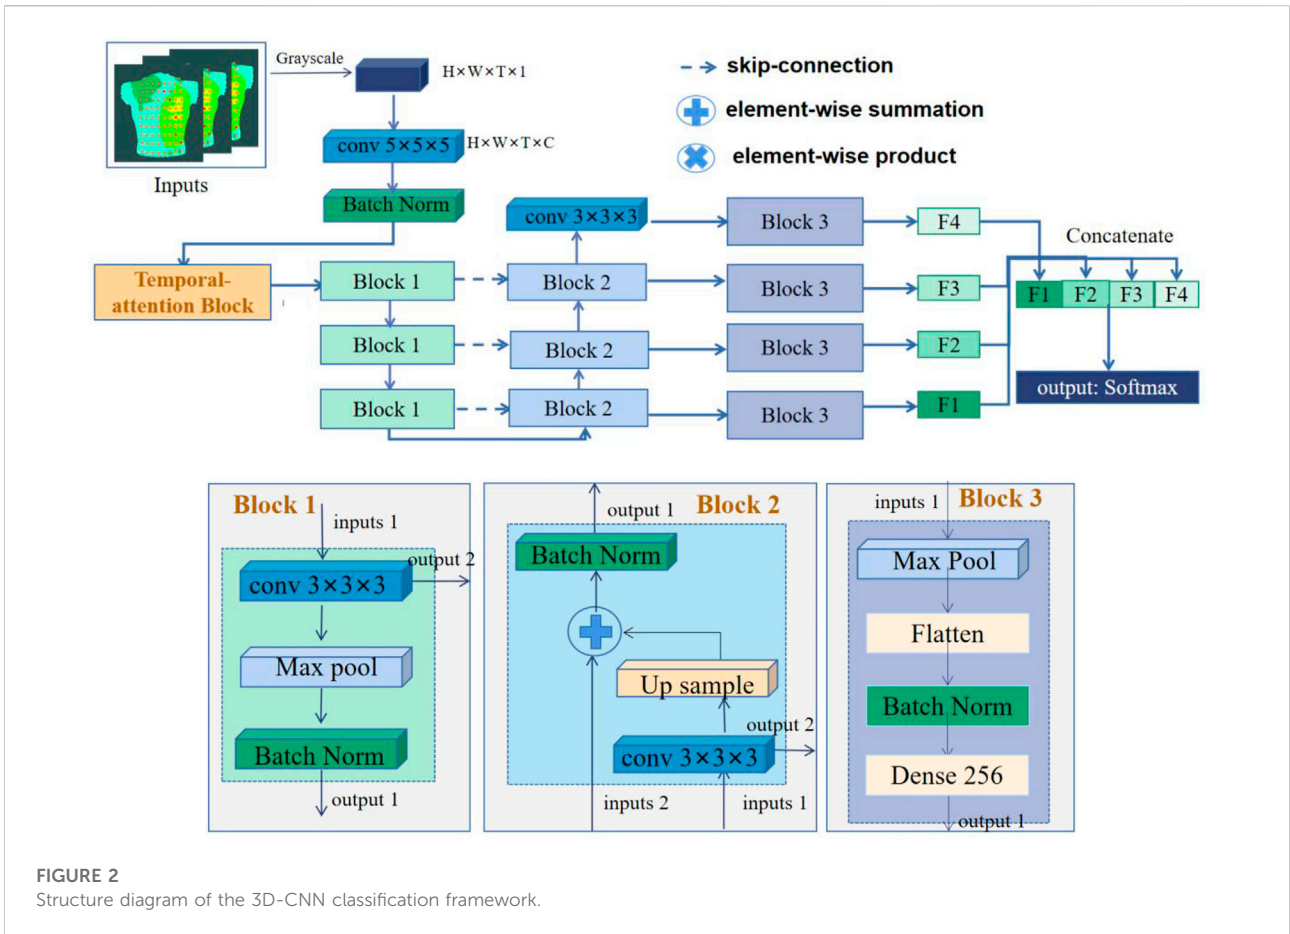 Grayscale
H×W×T×1
skip-connection
element-wise summation
element-wise product
Inputs
conv 5×5×5
H×W×T×C
Batch Norm
conv 3×3×3
Block 3
F4
Concatenate
Temporal-
attention Block
Block 1
Block 2
Block 3
F3
F1
F2
F3
F4
Block 1
Block 2
Block 3
F2
output: Softmax
Block 1
Block 2
Block 3
F1
Block 1
inputs 1
output 2
conv 3×3×3
Max pool
Batch Norm
output 1
Block 2
output 1
Batch Norm
Up sample
output 2
conv 3×3×3
inputs 2
inputs 1
Block 3
inputs 1
Max Pool
Flatten
Batch Norm
Dense 256
output 1
FIGURE 2
Structure diagram of the 3D-CNN classification framework.